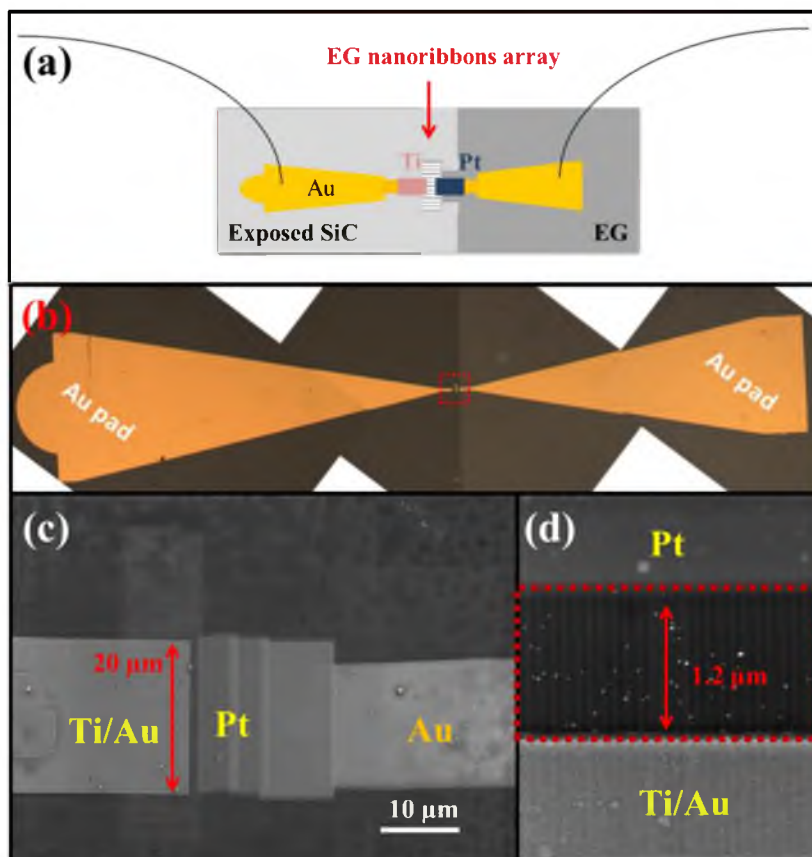 (a)
EG nanoribbons array
Ti
Pt
Au
Exposed SiC
EG
(b)
Au pad
Au pad
(c)
20 µm
Ti/Au
Pt
Au
10 µm
(d)
Pt
1.2 µm
Ti/Au